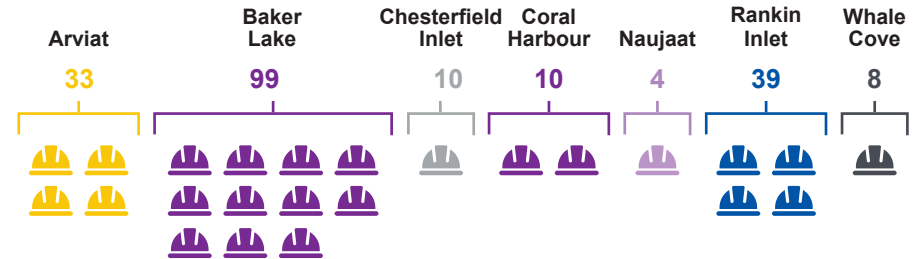 Arviat
33
Baker
Lake
99
Chesterfield
Inlet
10
Coral
Harbour
10
Naujaat
4
Rankin
Inlet
39
Whale
Cove
8